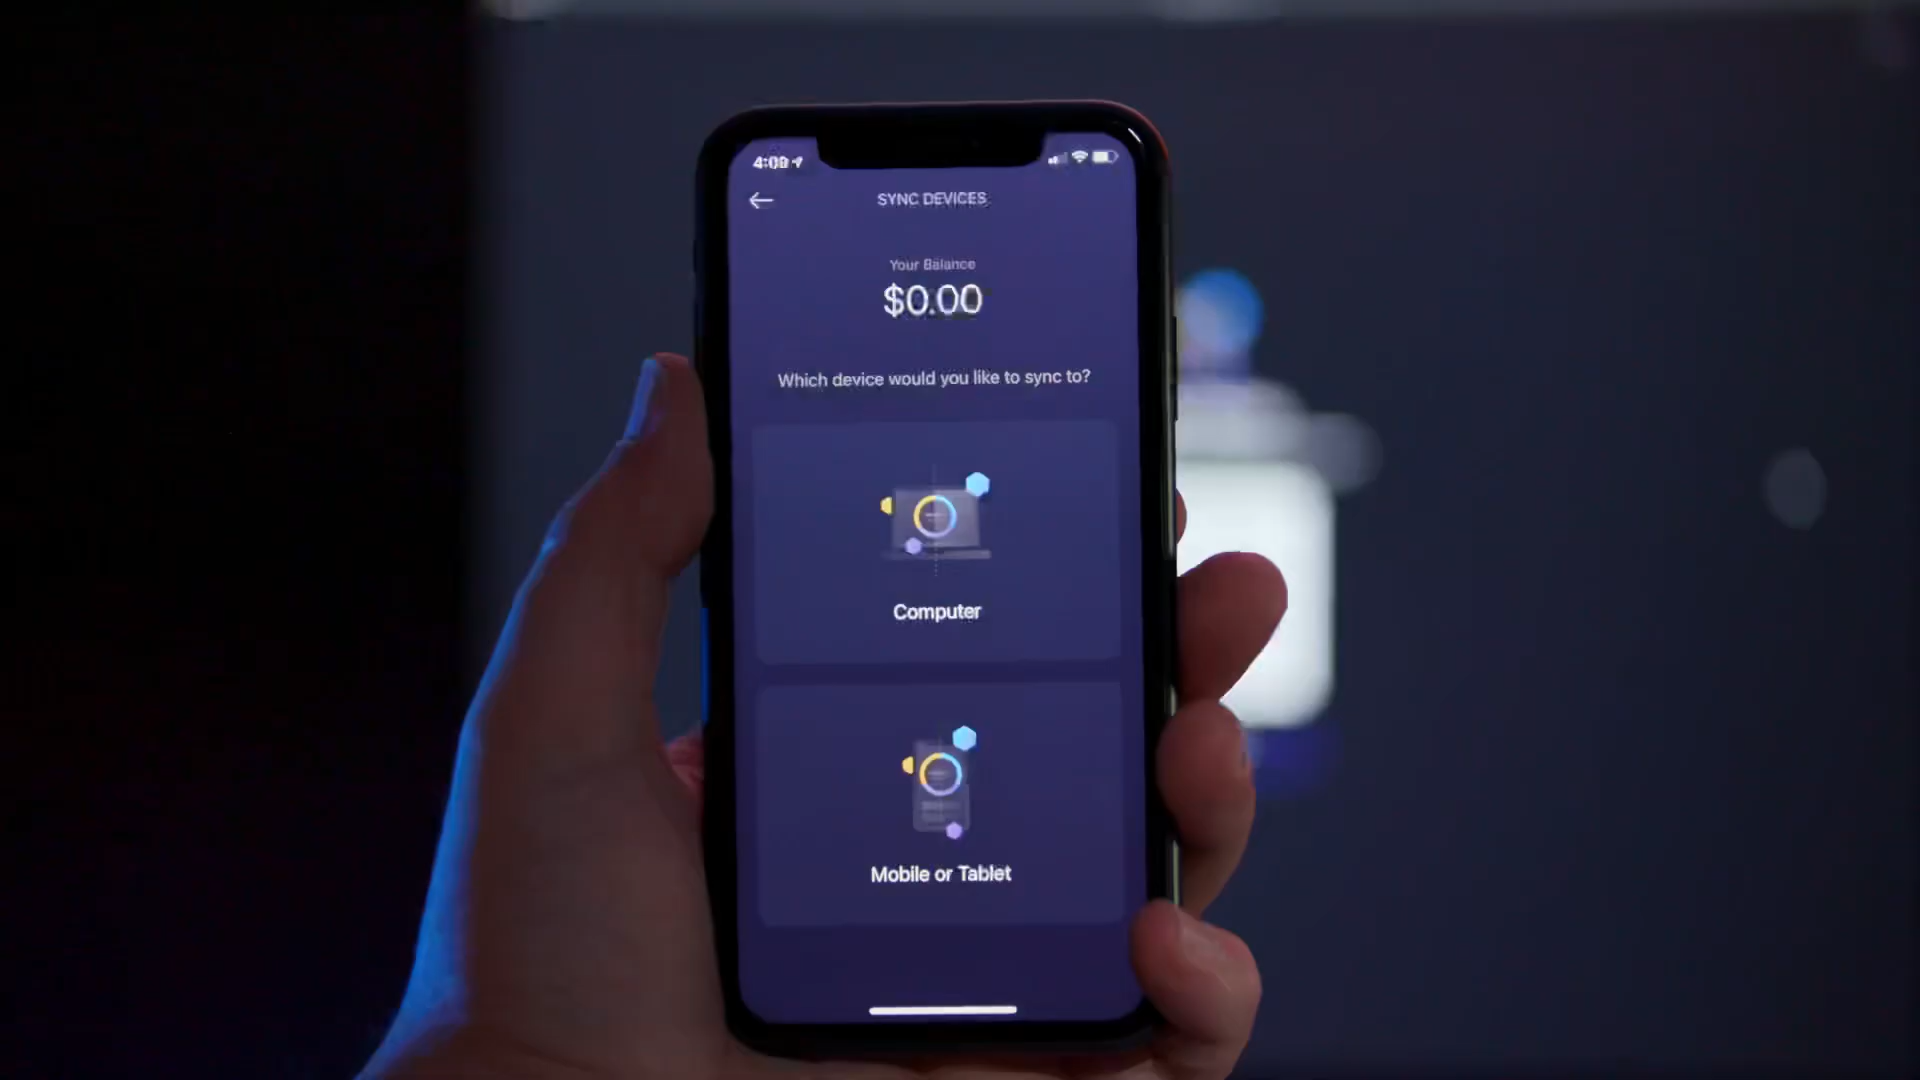 4:09
SYNC DEVICES
Your Balance
$0.00
Which device would you like to sync to?
Computer
Mobile or Tablet